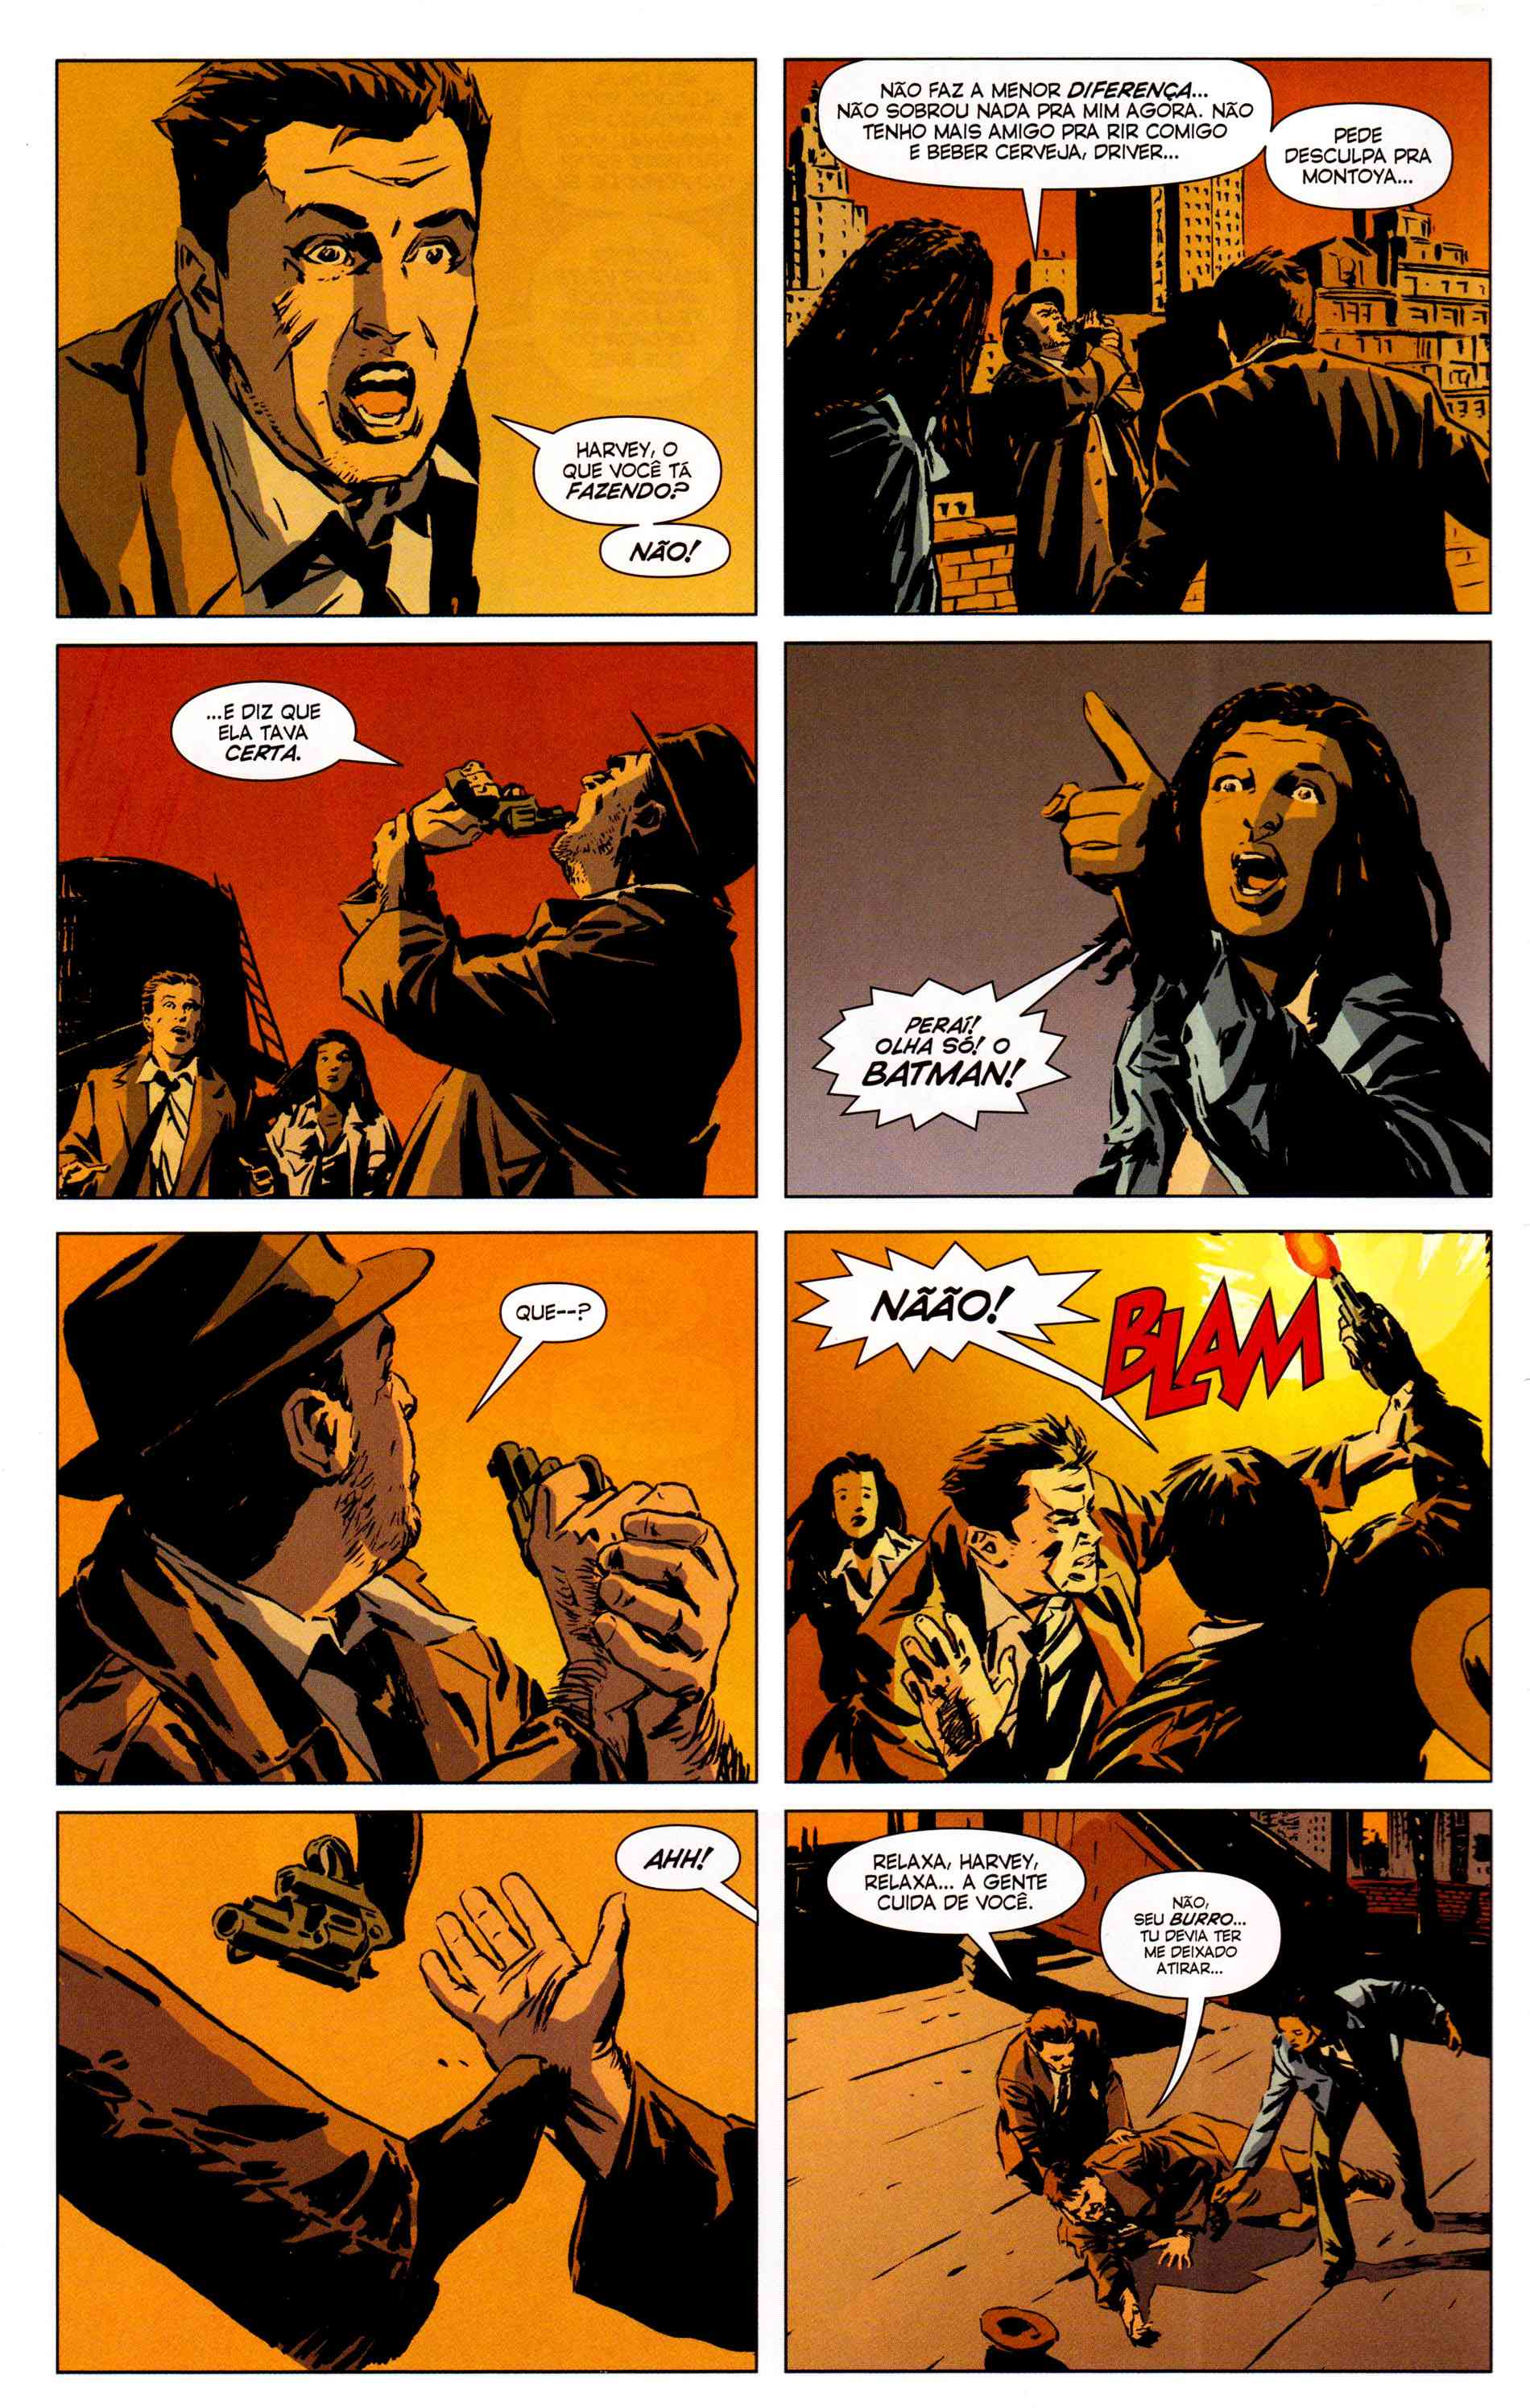 HARVEY, O
QUE VOCÊ TÁ
FAZENDO?
NÃO!
NÃO FAZ A MENOR DIFERENÇA...
NÃO SOBROU NADA PRA MIM AGORA. NÃO
TENHO MAIS AMIGO PRA RIR COMIGO
E BEBER CERVEJA, DRIVER...
PEDE
DESCULPA PRA
MONTOYA...
...E DIZ QUE
ELA TAVA
CERTA.
PERAÍ!
OLHA SÓ! O
BATMAN!
QUE--?
NÃÃO!
BLAM
AHH!
RELAXA, HARVEY,
RELAXA... A GENTE
CUIDA DE VOCÊ.
NÃO,
SEU BURRO...
TU DEVIA TER
ME DEIXADO
ATIRAR...